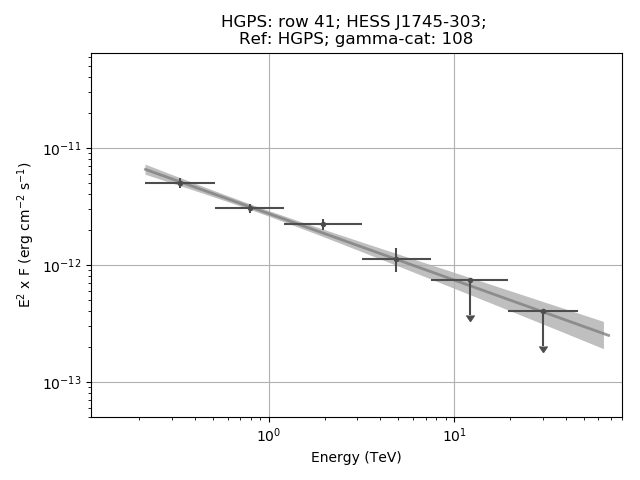 HGPS: row 41; HESS J1745-303;
Ref: HGPS; gamma-cat: 108
E² x F (erg cm⁻² s⁻¹)
10⁻¹¹
10⁻¹²
10⁻¹³
10⁰ 10¹
Energy (TeV)